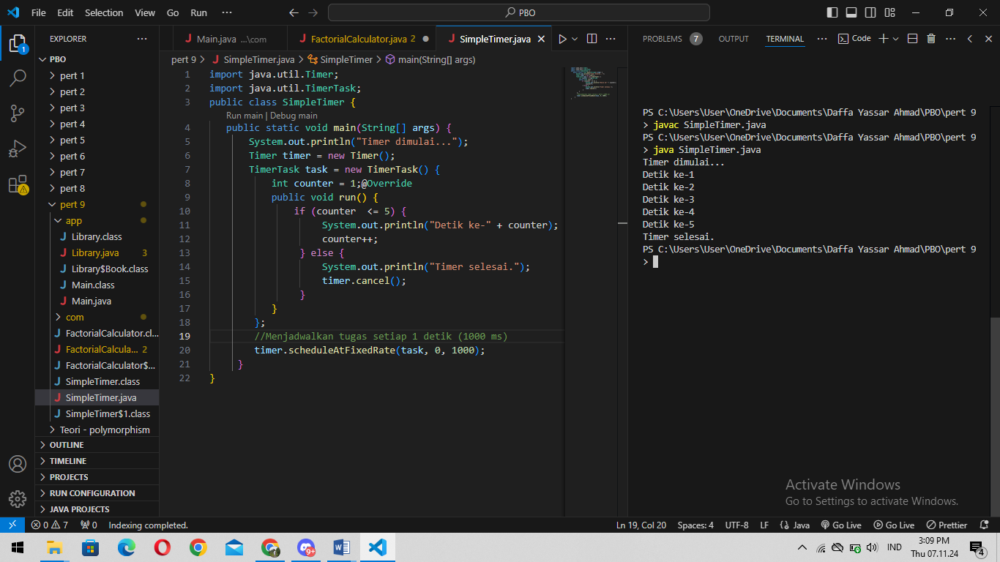 File Edit Selection View Go Run ··· PBO
EXPLORER ···
PBO
pert 1
pert 2
pert 3
pert 4
pert 5
pert 6
pert 7
pert 8
pert 9
app
Library.class
Library.java 3
Library$Book.class
Main.class
Main.java
com
FactorialCalculator.cl...
FactorialCalcula... 2
FactorialCalculator$...
SimpleTimer.class
SimpleTimer.java
SimpleTimer$1.class
Teori - polymorphism
OUTLINE
TIMELINE
PROJECTS
RUN CONFIGURATION
JAVA PROJECTS
Main.java ...\com FactorialCalculator.java 2 SimpleTimer.java
pert 9 > SimpleTimer.java > SimpleTimer > main(String[] args)
1 import java.util.Timer;
2 import java.util.TimerTask;
3 public class SimpleTimer {
Run main | Debug main
4 public static void main(String[] args) {
5 System.out.println("Timer dimulai...");
6 Timer timer = new Timer();
7 TimerTask task = new TimerTask() {
8 int counter = 1;@Override
9 public void run() {
10 if (counter  <= 5) {
11 System.out.println("Detik ke-" + counter);
12 counter++;
13 } else {
14 System.out.println("Timer selesai.");
15 timer.cancel();
16 }
17 }
18 };
19 //Menjadwalkan tugas setiap 1 detik (1000 ms)
20 timer.scheduleAtFixedRate(task, 0, 1000);
21 }
22 }
PROBLEMS 7 OUTPUT TERMINAL ··· Code ···
PS C:\Users\User\OneDrive\Documents\Daffa Yassar Ahmad\PBO\pert 9
> javac SimpleTimer.java
PS C:\Users\User\OneDrive\Documents\Daffa Yassar Ahmad\PBO\pert 9
> java SimpleTimer.java
Timer dimulai...
Detik ke-1
Detik ke-2
Detik ke-3
Detik ke-4
Detik ke-5
Timer selesai.
PS C:\Users\User\OneDrive\Documents\Daffa Yassar Ahmad\PBO\pert 9
>
Activate Windows
Go to Settings to activate Windows.
0 7 0 Indexing completed. Ln 19, Col 20 Spaces: 4 UTF-8 LF Java Go Live Go Live Prettier
IND 3:09 PM
Thu 07.11.24 4